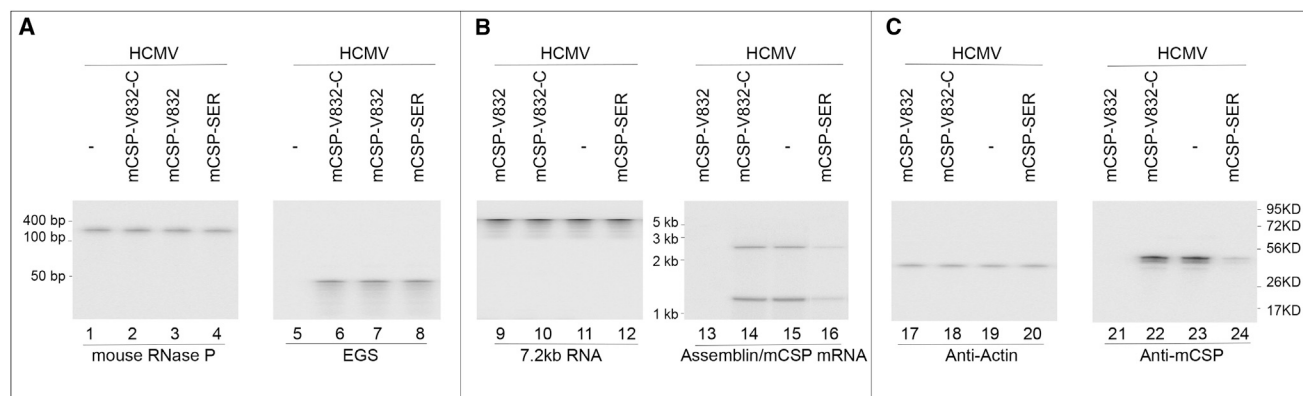 A
HCMV
-
mCSP-V832-C
mCSP-V832
mCSP-SER
400 bp
100 bp
50 bp
1 2 3 4
mouse RNase P
HCMV
-
mCSP-V832-C
mCSP-V832
mCSP-SER
5 6 7 8
EGS
B
HCMV
mCSP-V832
mCSP-V832-C
-
mCSP-SER
9 10 11 12
7.2kb RNA
HCMV
mCSP-V832
mCSP-V832-C
-
mCSP-SER
5 kb
3 kb
2 kb
1 kb
13 14 15 16
Assemblin/mCSP mRNA
C
HCMV
mCSP-V832
mCSP-V832-C
-
mCSP-SER
17 18 19 20
Anti-Actin
HCMV
mCSP-V832
mCSP-V832-C
-
mCSP-SER
95KD
72KD
56KD
26KD
17KD
21 22 23 24
Anti-mCSP